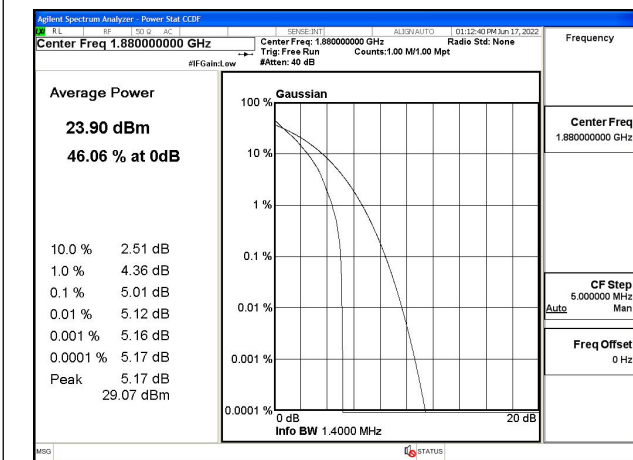 Agilent Spectrum Analyzer - Power Stat CCDF
RL RF 50 Ω AC SENSE:INT ALIGNAUTO 01:12:40 PM Jun 17, 2022
Center Freq 1.880000000 GHz
Center Freq: 1.880000000 GHz Radio Std: None
Trig: Free Run Counts:1.00 M/1.00 Mpt
#IFGain:Low #Atten: 40 dB
Frequency
Average Power
23.90 dBm
46.06 % at 0dB
10.0 % 2.51 dB
1.0 % 4.36 dB
0.1 % 5.01 dB
0.01 % 5.12 dB
0.001 % 5.16 dB
0.0001 % 5.17 dB
Peak 5.17 dB
29.07 dBm
Gaussian
100 %
10 %
1 %
0.1 %
0.01 %
0.001 %
0.0001 %
0 dB 20 dB
Info BW 1.4000 MHz
Center Freq
1.880000000 GHz
CF Step
5.000000 MHz
Auto Man
Freq Offset
0 Hz
MSG STATUS